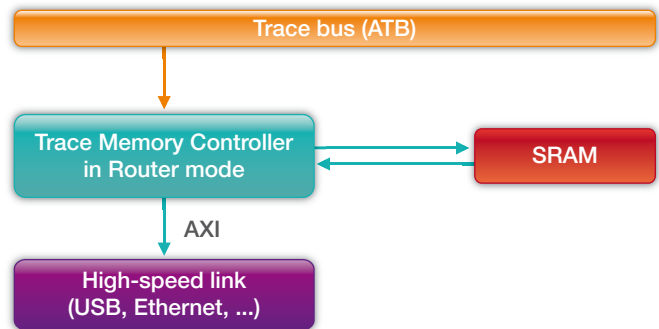 Trace bus (ATB)
Trace Memory Controller
in Router mode
SRAM
AXI
High-speed link
(USB, Ethernet, ...)